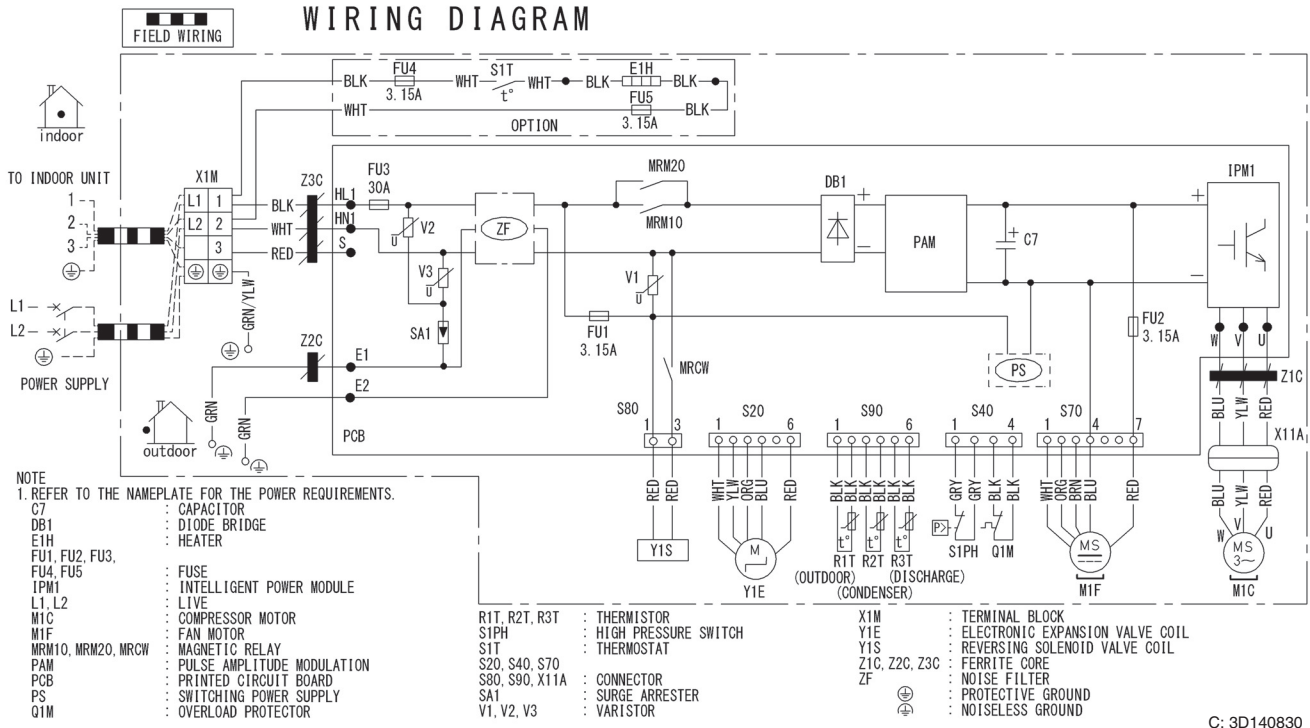 WIRING DIAGRAM
FIELD WIRING
BLK FU4 3.15A WHT S1T t° WHT BLK E1H BLK
WHT FU5 3.15A BLK
OPTION
indoor
TO INDOOR UNIT
1
2
3
L1
L2
POWER SUPPLY
outdoor
X1M
L1 1
L2 2
3
GRN/YLW
BLK
WHT
RED
Z3C
HL1
HN1
S
FU3
30A
V2
U
V3
U
SA1
ZF
Z2C
E1
E2
GRN
GRN
PCB
MRM20
MRM10
V1
U
FU1
3.15A
MRCW
DB1
+
−
PAM
+
C7
PS
FU2
3.15A
IPM1
+
−
W V U
Z1C
BLU YLW RED
X11A
BLU YLW RED
W V U
MS
3~
M1C
S80
1 3
RED RED
Y1S
S20
1 6
WHT YLW ORG BLU RED
M
Y1E
S90
1 6
BLK BLK BLK BLK BLK BLK
t° t° t°
R1T R2T R3T
(OUTDOOR) (DISCHARGE)
(CONDENSER)
S40
1 4
GRY GRY BLK BLK
P>
S1PH Q1M
S70
1 4 7
WHT ORG BRN BLU RED
MS
M1F
NOTE
1. REFER TO THE NAMEPLATE FOR THE POWER REQUIREMENTS.
C7 : CAPACITOR
DB1 : DIODE BRIDGE
E1H : HEATER
FU1, FU2, FU3,
FU4, FU5 : FUSE
IPM1 : INTELLIGENT POWER MODULE
L1, L2 : LIVE
M1C : COMPRESSOR MOTOR
M1F : FAN MOTOR
MRM10, MRM20, MRCW : MAGNETIC RELAY
PAM : PULSE AMPLITUDE MODULATION
PCB : PRINTED CIRCUIT BOARD
PS : SWITCHING POWER SUPPLY
Q1M : OVERLOAD PROTECTOR
R1T, R2T, R3T : THERMISTOR
S1PH : HIGH PRESSURE SWITCH
S1T : THERMOSTAT
S20, S40, S70
S80, S90, X11A : CONNECTOR
SA1 : SURGE ARRESTER
V1, V2, V3 : VARISTOR
X1M : TERMINAL BLOCK
Y1E : ELECTRONIC EXPANSION VALVE COIL
Y1S : REVERSING SOLENOID VALVE COIL
Z1C, Z2C, Z3C : FERRITE CORE
ZF : NOISE FILTER
: PROTECTIVE GROUND
: NOISELESS GROUND
C: 3D140830